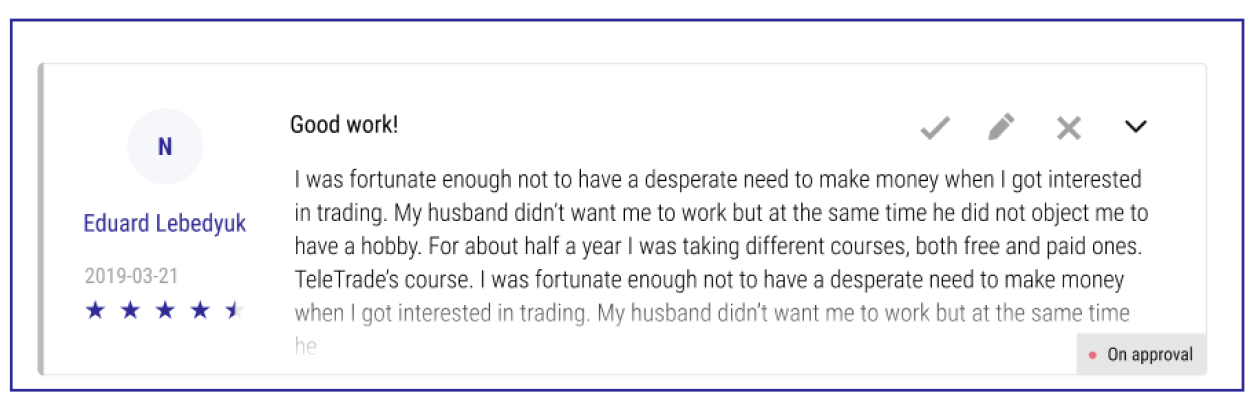 N
Eduard Lebedyuk
2019-03-21
Good work!
I was fortunate enough not to have a desperate need to make money when I got interested
in trading. My husband didn't want me to work but at the same time he did not object me to
have a hobby. For about half a year I was taking different courses, both free and paid ones.
TeleTrade's course. I was fortunate enough not to have a desperate need to make money
when I got interested in trading. My husband didn't want me to work but at the same time
he
On approval